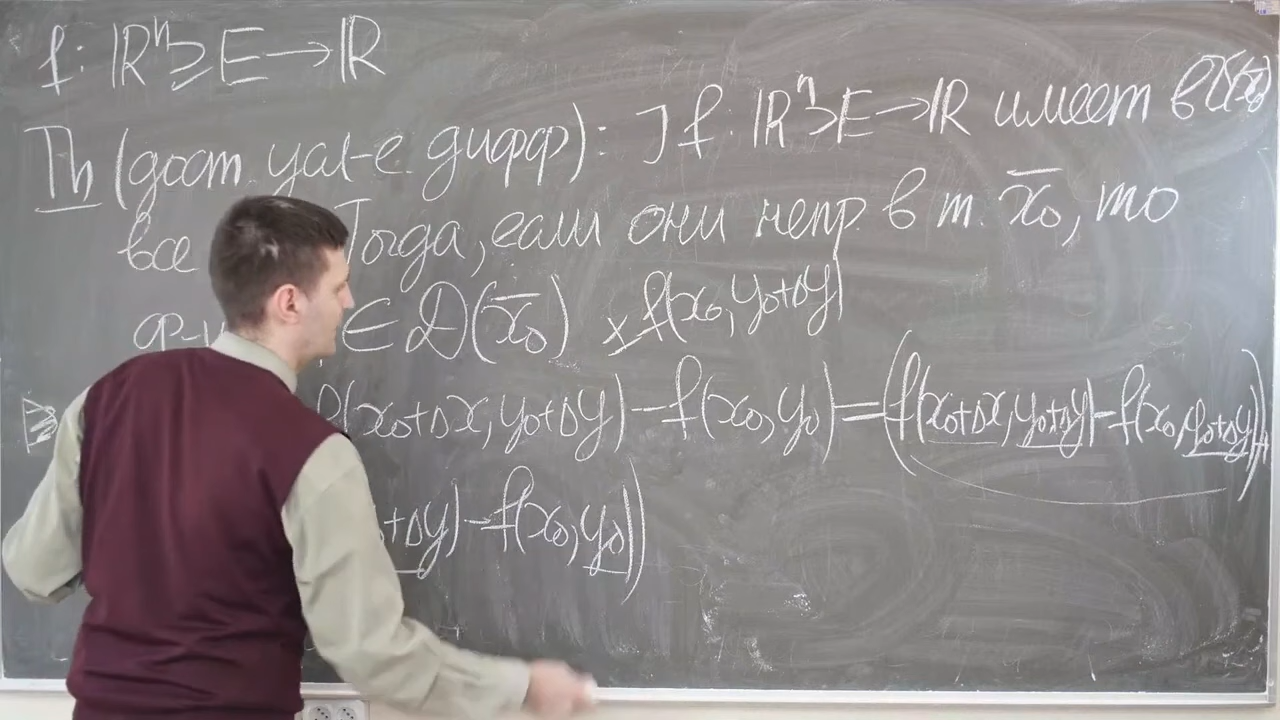 f: ℝⁿ ⊇ E → ℝ
Th (дост. усл-е дифф): ] f: ℝⁿ ⊇ E → ℝ имеет в U(x̄₀)
все Тогда, если они непр. в т. x̄₀, то
ф- ∈ D(x̄₀) ± f(x₀, y₀+Δy)
f(x₀+Δx, y₀+Δy) - f(x₀, y₀) = (f(x₀+Δx, y₀+Δy) - f(x₀, y₀+Δy)) +
+Δy) - f(x₀, y₀))